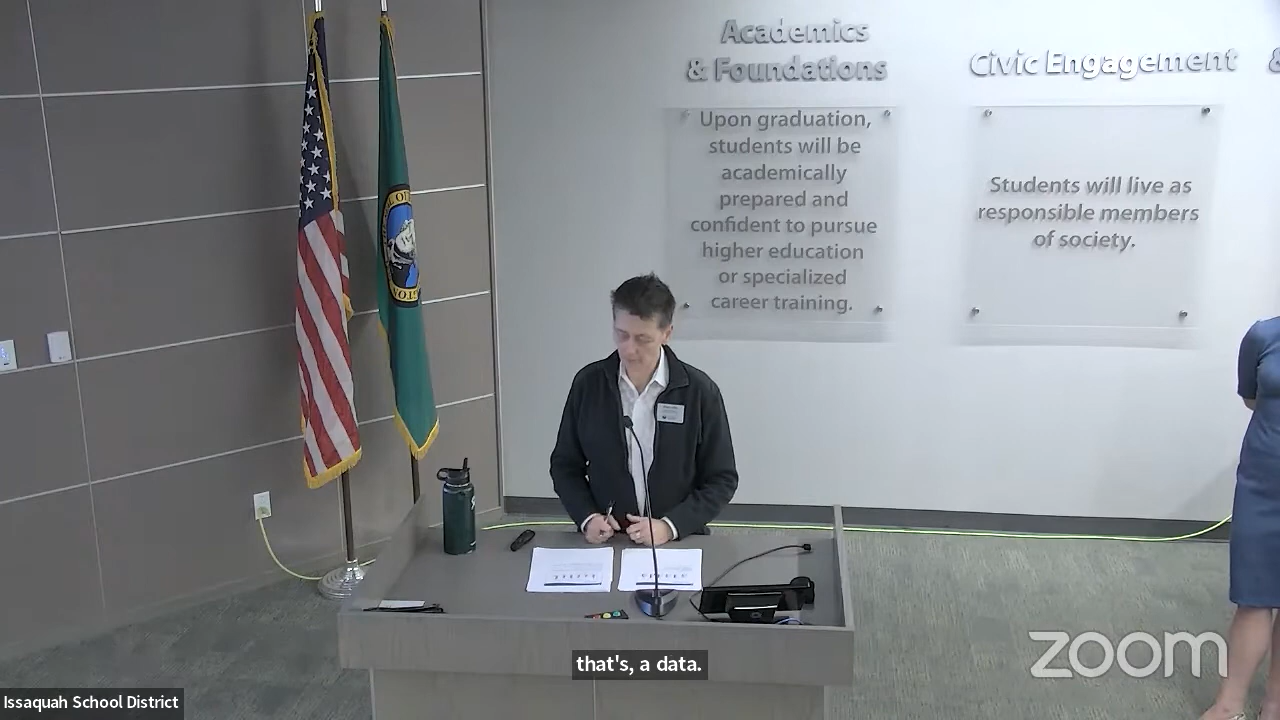 Academics
& Foundations
Upon graduation,
students will be
academically
prepared and
confident to pursue
higher education
or specialized
career training.
Civic Engagement
&
Students will live as
responsible members
of society.
that's, a data.
zoom
Issaquah School District